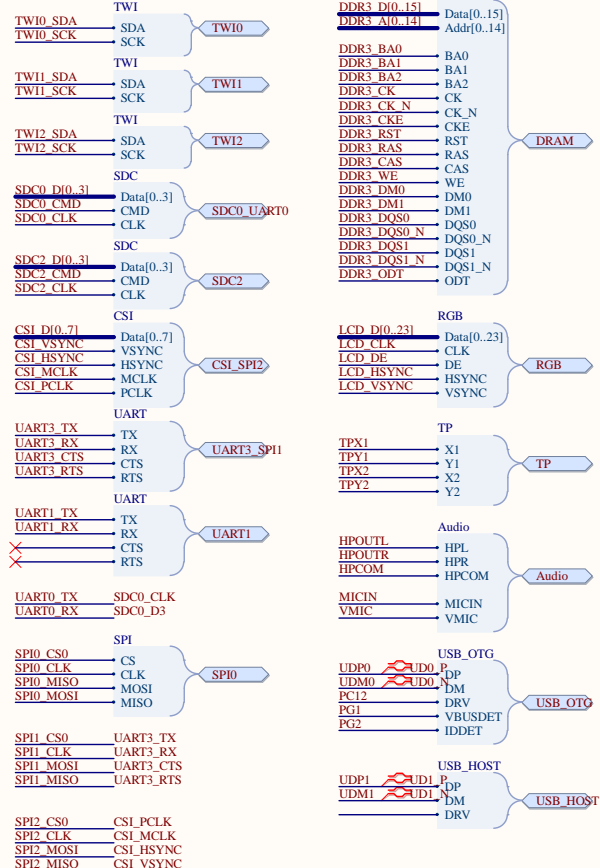 TWI
TWI0_SDA SDA
TWI0_SCK SCK
TWI0
TWI
TWI1_SDA SDA
TWI1_SCK SCK
TWI1
TWI
TWI2_SDA SDA
TWI2_SCK SCK
TWI2
SDC
SDC0_D[0..3] Data[0..3]
SDC0_CMD CMD
SDC0_CLK CLK
SDC0_UART0
SDC
SDC2_D[0..3] Data[0..3]
SDC2_CMD CMD
SDC2_CLK CLK
SDC2
CSI
CSI_D[0..7] Data[0..7]
CSI_VSYNC VSYNC
CSI_HSYNC HSYNC
CSI_MCLK MCLK
CSI_PCLK PCLK
CSI_SPI2
UART
UART3_TX TX
UART3_RX RX
UART3_CTS CTS
UART3_RTS RTS
UART3_SPI1
UART
UART1_TX TX
UART1_RX RX
CTS
RTS
UART1
UART0_TX SDC0_CLK
UART0_RX SDC0_D3
SPI
SPI0_CS0 CS
SPI0_CLK CLK
SPI0_MISO MOSI
SPI0_MOSI MISO
SPI0
SPI1_CS0 UART3_TX
SPI1_CLK UART3_RX
SPI1_MOSI UART3_CTS
SPI1_MISO UART3_RTS
SPI2_CS0 CSI_PCLK
SPI2_CLK CSI_MCLK
SPI2_MOSI CSI_HSYNC
SPI2_MISO CSI_VSYNC
DDR3_D[0..15] Data[0..15]
DDR3_A[0..14] Addr[0..14]
DDR3_BA0 BA0
DDR3_BA1 BA1
DDR3_BA2 BA2
DDR3_CK CK
DDR3_CK_N CK_N
DDR3_CKE CKE
DDR3_RST RST
DDR3_RAS RAS
DDR3_CAS CAS
DDR3_WE WE
DDR3_DM0 DM0
DDR3_DM1 DM1
DDR3_DQS0 DQS0
DDR3_DQS0_N DQS0_N
DDR3_DQS1 DQS1
DDR3_DQS1_N DQS1_N
DDR3_ODT ODT
DRAM
RGB
LCD_D[0..23] Data[0..23]
LCD_CLK CLK
LCD_DE DE
LCD_HSYNC HSYNC
LCD_VSYNC VSYNC
RGB
TP
TPX1 X1
TPY1 Y1
TPX2 X2
TPY2 Y2
TP
Audio
HPOUTL HPL
HPOUTR HPR
HPCOM HPCOM
MICIN MICIN
VMIC VMIC
Audio
USB_OTG
UDP0 UD0_P DP
UDM0 UD0_N DM
PC12 DRV
PG1 VBUSDET
PG2 IDDET
USB_OTG
USB_HOST
UDP1 UD1_P DP
UDM1 UD1_N DM
DRV
USB_HOST